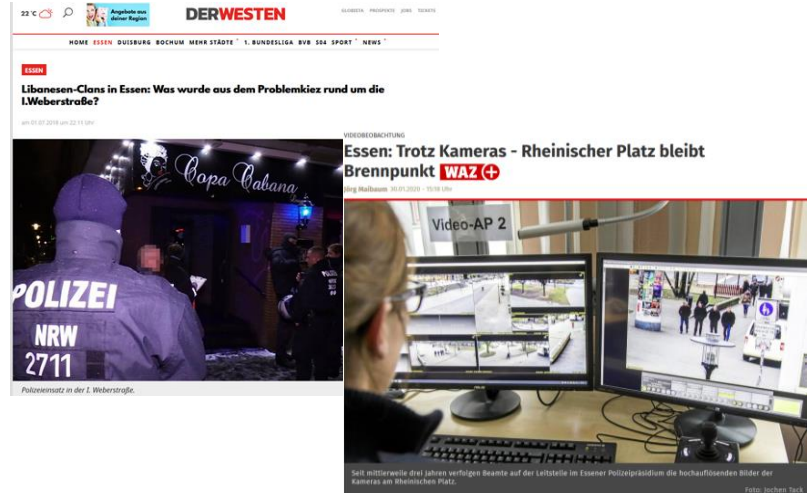 22 °C
Angebote aus
deiner Region
DERWESTEN
PROSPEKTE JOBS TICKETS
HOME ESSEN DUISBURG BOCHUM MEHR STÄDTE 1. BUNDESLIGA BVB S04 SPORT NEWS
ESSEN
Libanesen-Clans in Essen: Was wurde aus dem Problemkiez rund um die
I.Weberstraße?
am 01.07.2018 um 22:11 Uhr
Copa Cabana
POLIZEI
NRW
2711
POLIZEI
Polizeieinsatz in der I. Weberstraße.
VIDEOBEOBACHTUNG
Essen: Trotz Kameras - Rheinischer Platz bleibt
Brennpunkt WAZ+
Jörg Maibaum 30.01.2020 - 15:18 Uhr
Video-AP 2
Seit mittlerweile drei Jahren verfolgen Beamte auf der Leitstelle im Essener Polizeipräsidium die hochauflösenden Bilder der
Kameras am Rheinischen Platz.
Foto: Jochen Tack